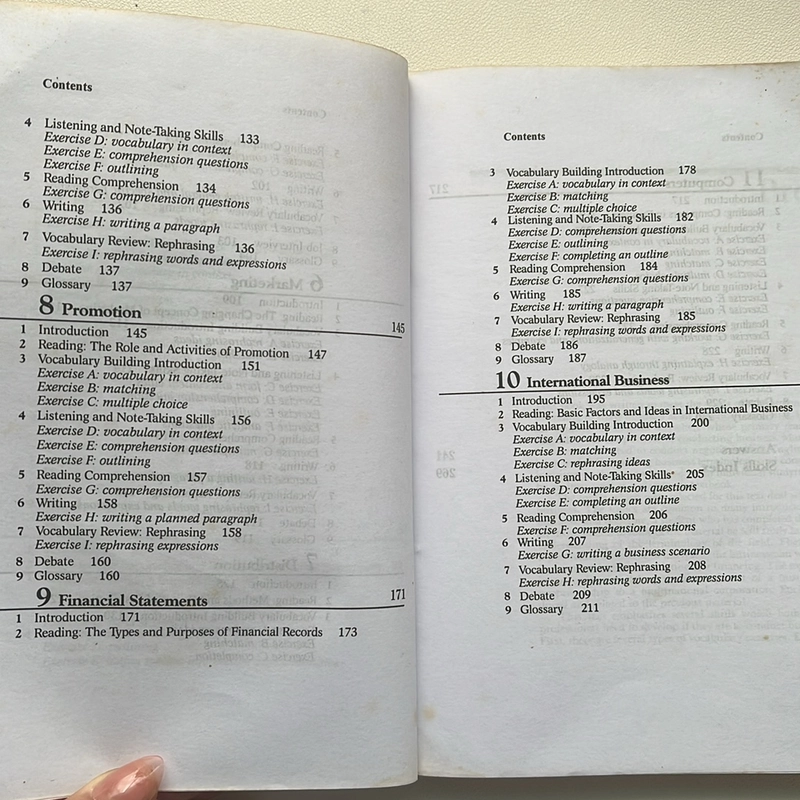 Contents
4 Listening and Note-Taking Skills 133
Exercise D: vocabulary in context
Exercise E: comprehension questions
Exercise F: outlining
5 Reading Comprehension 134
Exercise G: comprehension questions
6 Writing 136
Exercise H: writing a paragraph
7 Vocabulary Review: Rephrasing 136
Exercise I: rephrasing words and expressions
8 Debate 137
9 Glossary 137
8 Promotion 145
1 Introduction 145
2 Reading: The Role and Activities of Promotion 147
3 Vocabulary Building Introduction 151
Exercise A: vocabulary in context
Exercise B: matching
Exercise C: multiple choice
4 Listening and Note-Taking Skills 156
Exercise D: vocabulary in context
Exercise E: comprehension questions
Exercise F: outlining
5 Reading Comprehension 157
Exercise G: comprehension questions
6 Writing 158
Exercise H: writing a planned paragraph
7 Vocabulary Review: Rephrasing 158
Exercise I: rephrasing expressions
8 Debate 160
9 Glossary 160
9 Financial Statements 171
1 Introduction 171
2 Reading: The Types and Purposes of Financial Records 173
Contents
3 Vocabulary Building Introduction 178
Exercise A: vocabulary in context
Exercise B: matching
Exercise C: multiple choice
4 Listening and Note-Taking Skills 182
Exercise D: comprehension questions
Exercise E: outlining
Exercise F: completing an outline
5 Reading Comprehension 184
Exercise G: comprehension questions
6 Writing 185
Exercise H: writing a paragraph
7 Vocabulary Review: Rephrasing 185
Exercise I: rephrasing words and expressions
8 Debate 186
9 Glossary 187
10 International Business
1 Introduction 195
2 Reading: Basic Factors and Ideas in International Business
3 Vocabulary Building Introduction 200
Exercise A: vocabulary in context
Exercise B: matching
Exercise C: rephrasing ideas
4 Listening and Note-Taking Skills 205
Exercise D: comprehension questions
Exercise E: completing an outline
5 Reading Comprehension 206
Exercise F: comprehension questions
6 Writing 207
Exercise G: writing a business scenario
7 Vocabulary Review: Rephrasing 208
Exercise H: rephrasing words and expressions
8 Debate 209
9 Glossary 211